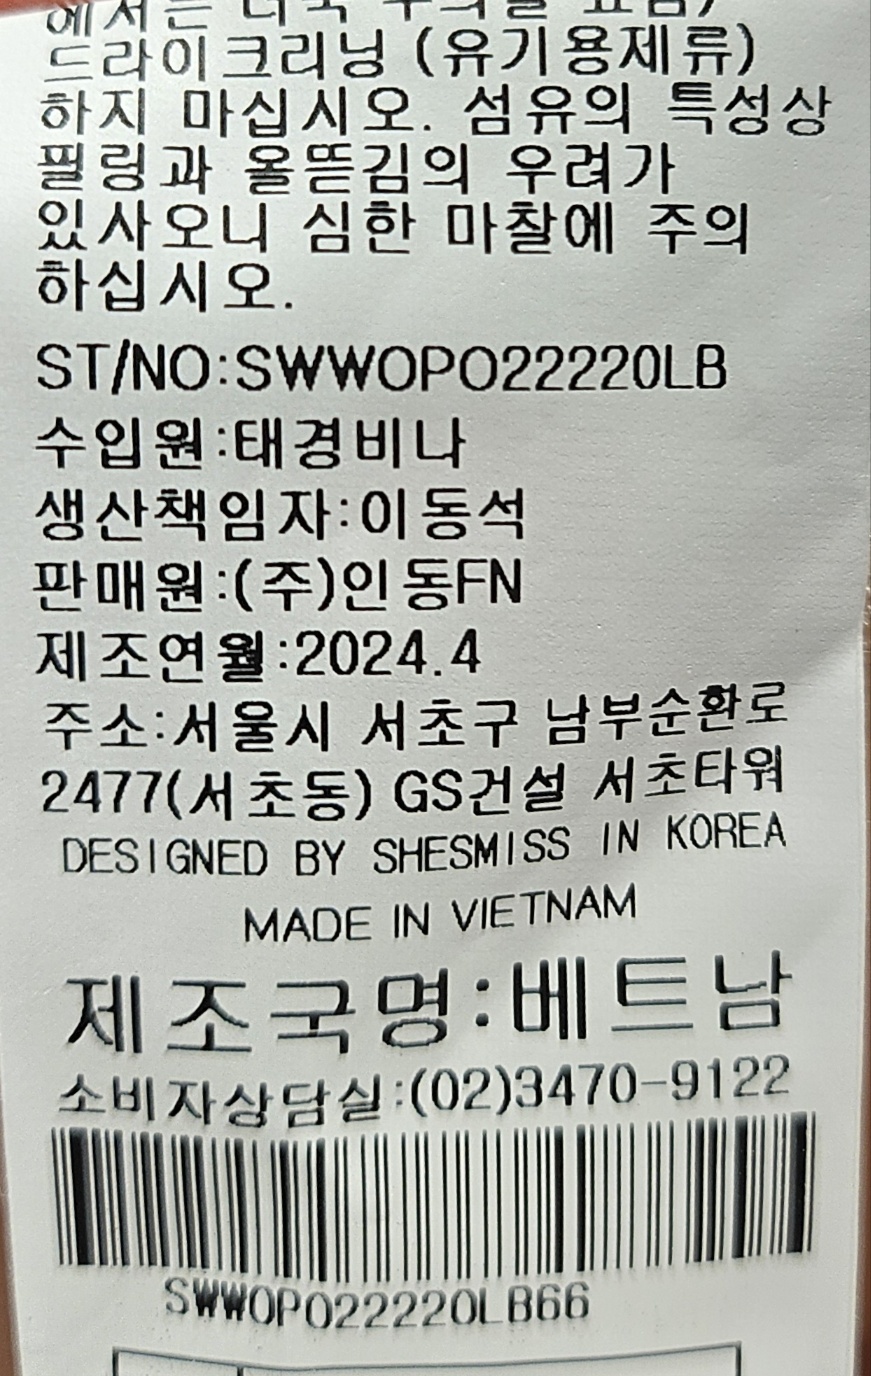 에서는 더욱
드라이크리닝 (유기용제류)
하지 마십시오. 섬유의 특성상
필링과 올뜯김의 우려가
있사오니 심한 마찰에 주의
하십시오.
ST/NO:SWWOPO22220LB
수입원:태경비나
생산책임자:이동석
판매원:(주)인동FN
제조연월:2024.4
주소:서울시 서초구 남부순환로
2477(서초동) GS건설 서초타워
DESIGNED BY SHESMISS IN KOREA
MADE IN VIETNAM
제조국명:베트남
소비자상담실:(02)3470-9122
SWWOPO22220LB66